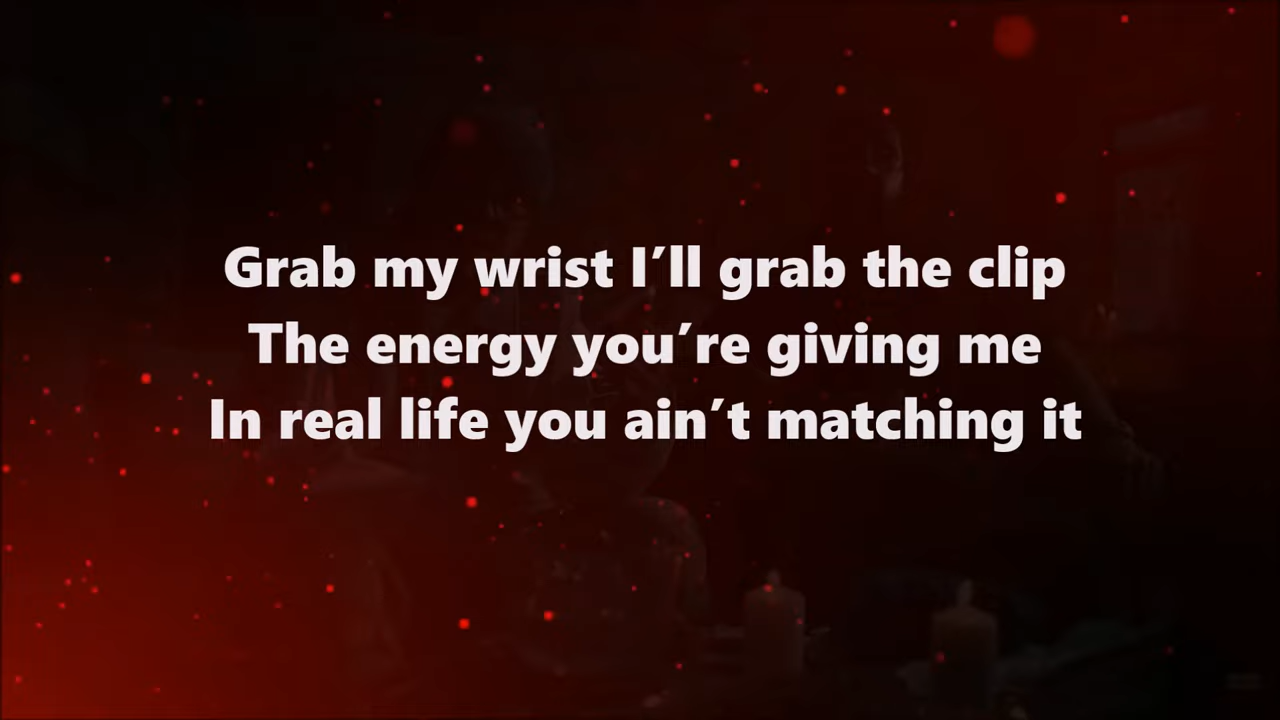 Grab my wrist I’ll grab the clip
The energy you’re giving me
In real life you ain’t matching it